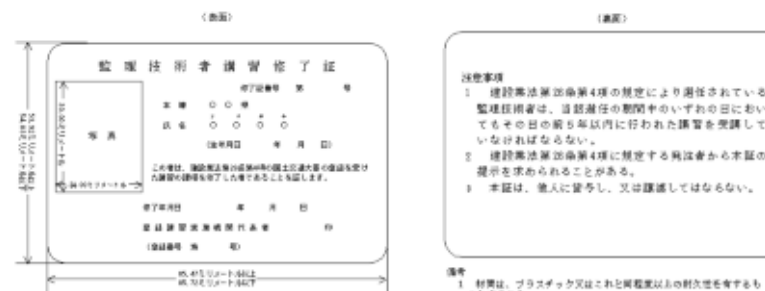 （表面）
監理技術者講習修了証
修了証番号 第 号
本籍 ○○県
氏名 ○ ○ ○ ○
（生年月日 年 月 日）
写真
この者は、建設業法第26条第4項の国土交通大臣の登録を受け
た講習の課程を修了した者であることを証します。
修了年月日 年 月 日
登録講習実施機関代表者 印
（登録番号 第 号）
（裏面）
注意事項
1 建設業法第26条第4項の規定により選任されている
監理技術者は、当該選任の期間中のいずれの日におい
てもその日の前5年以内に行われた講習を受講して
いなければならない。
2 建設業法第26条第4項に規定する発注者から本証の
提示を求められることがある。
3 本証は、他人に貸与し、又は譲渡してはならない。
備考
1 材質は、プラスチック又はこれと同程度以上の耐久性を有するも